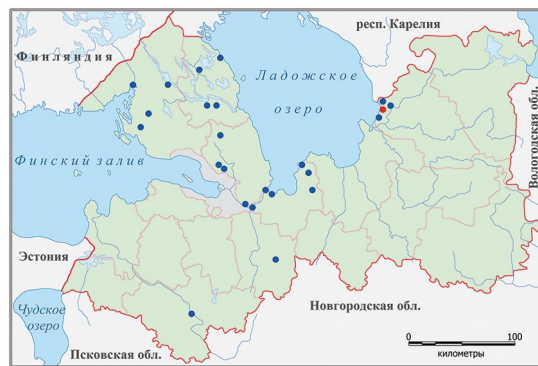 респ. Карелия
Финляндия
Ладожское
озеро
Вологодская обл.
Финский залив
Эстония
Чудское
озеро
Новгородская обл.
Псковская обл.
0 100
километры